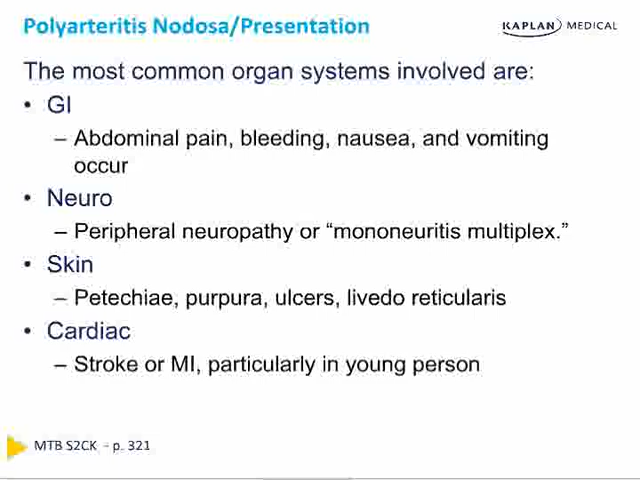 Polyarteritis Nodosa/Presentation
KAPLAN MEDICAL
The most common organ systems involved are:
• GI
– Abdominal pain, bleeding, nausea, and vomiting
occur
• Neuro
– Peripheral neuropathy or “mononeuritis multiplex.”
• Skin
– Petechiae, purpura, ulcers, livedo reticularis
• Cardiac
– Stroke or MI, particularly in young person
MTB S2CK - p. 321